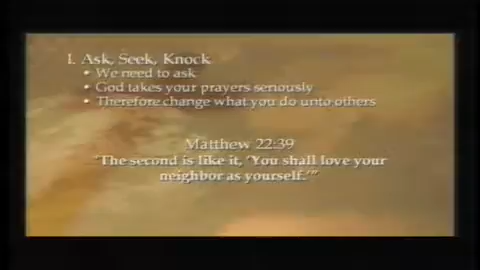 I. Ask, Seek, Knock
• We need to ask
• God takes your prayers seriously
• Therefore change what you do unto others
Matthew 22:39
"The second is like it, 'You shall love your
neighbor as yourself.'"